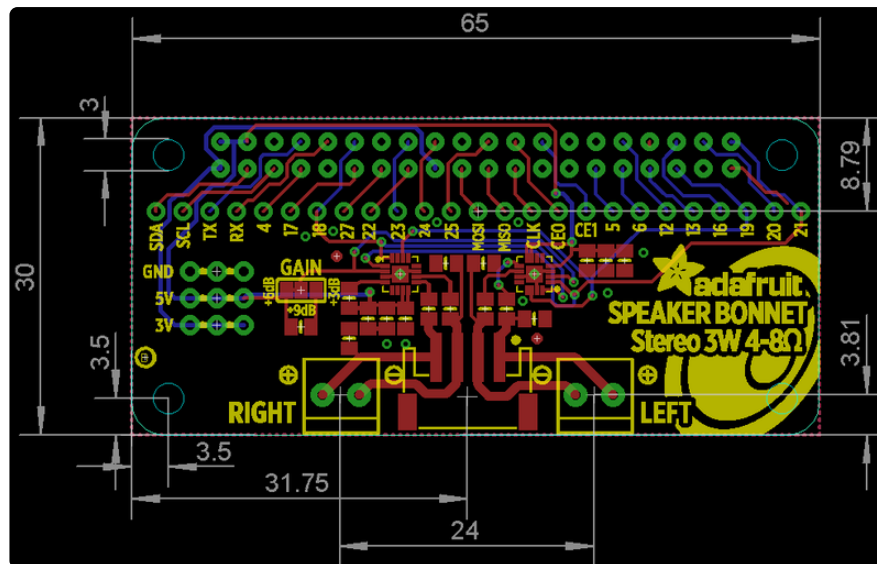 65
3
30
8.79
SDA SCL TX RX 4 17 18 27 22 23 24 25 MOSI MISO CLK CE0 CE1 5 6 12 13 16 19 20 21
GND
5V
3V
GAIN
+6dB +3dB
+9dB
adafruit
SPEAKER BONNET
Stereo 3W 4-8Ω
3.81
3.5
RIGHT
LEFT
3.5
31.75
24